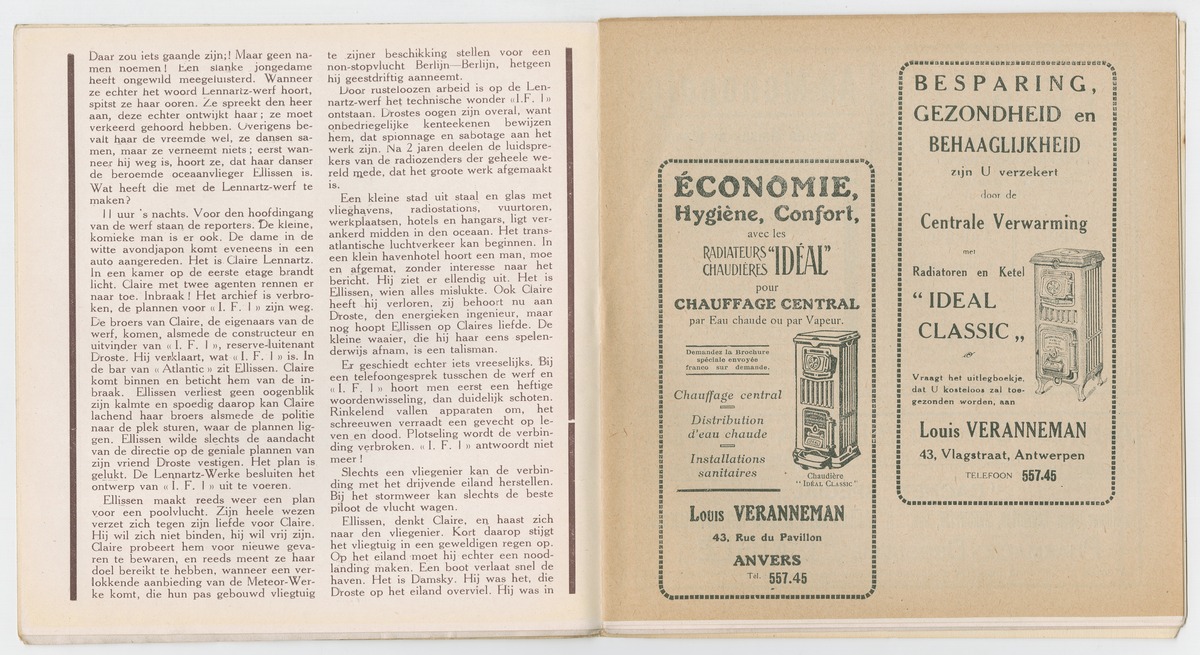 Daar zou iets gaande zijn;! Maar geen na-
men noemen! Een slanke jongedame
heeft ongewild meegeluisterd. Wanneer
ze echter het woord Lennartz-werf hoort,
spitst ze haar ooren. Ze spreekt den heer
aan, deze echter ontwijkt haar; ze moet
verkeerd gehoord hebben. Overigens be-
valt haar de vreemde wel, ze dansen sa-
men, maar ze verneemt niets; eerst wan-
neer hij weg is, hoort ze, dat haar danser
de beroemde oceaanvlieger Ellissen is.
Wat heeft die met de Lennartz-werf te
maken?
11 uur 's nachts. Voor den hoofdingang
van de werf staan de reporters. De kleine,
komieke man is er ook. De dame in de
witte avondjapon komt eveneens in een
auto aangereden. Het is Claire Lennartz.
In een kamer op de eerste etage brandt
licht. Claire met twee agenten rennen er
naar toe. Inbraak! Het archief is verbro-
ken, de plannen voor «I. F. 1» zijn weg.
De broers van Claire, de eigenaars van de
werf, komen, alsmede de constructeur en
uitvinder van «I. F. 1», reserve-luitenant
Droste. Hij verklaart, wat «I. F. 1» is. In
de bar van «Atlantic» zit Ellissen. Claire
komt binnen en beticht hem van de in-
braak. Ellissen verliest geen oogenblik
zijn kalmte en spoedig daarop kan Claire
lachend haar broers alsmede de politie
naar de plek sturen, waar de plannen lig-
gen. Ellissen wilde slechts de aandacht
van de directie op de geniale plannen van
zijn vriend Droste vestigen. Het plan is
gelukt. De Lennartz-Werke besluiten het
ontwerp van «I. F. 1» uit te voeren.
Ellissen maakt reeds weer een plan
voor een poolvlucht. Zijn heele wezen
verzet zich tegen zijn liefde voor Claire.
Hij wil zich niet binden, hij wil vrij zijn.
Claire probeert hem voor nieuwe geva-
ren te bewaren, en reeds meent ze haar
doel bereikt te hebben, wanneer een ver-
lokkende aanbieding van de Meteor-Wer-
ke komt, die hun pas gebouwd vliegtuig
te zijner beschikking stellen voor een
non-stopvlucht Berlijn—Berlijn, hetgeen
hij geestdriftig aanneemt.
Door rusteloozen arbeid is op de Len-
nartz-werf het technische wonder «I.F. 1»
ontstaan. Drostes oogen zijn overal, want
onbedriegelijke kenteekenen bewijzen
hem, dat spionnage en sabotage aan het
werk zijn. Na 2 jaren deelen de luidspre-
kers van de radiozenders der geheele we-
reld mede, dat het groote werk afgemaakt
is.
Een kleine stad uit staal en glas met
vlieghavens, radiostations, vuurtoren,
werkplaatsen, hotels en hangars, ligt ver-
ankerd midden in den oceaan. Het trans-
atlantische luchtverkeer kan beginnen. In
een klein havenhotel hoort een man, moe
en afgemat, zonder interesse naar het
bericht. Hij ziet er ellendig uit. Het is
Ellissen, wien alles mislukte. Ook Claire
heeft hij verloren, zij behoort nu aan
Droste, den energieken ingenieur, maar
nog hoopt Ellissen op Claires liefde. De
kleine waaier, die hij haar eens spelen-
derwijs afnam, is een talisman.
Er geschiedt echter iets vreeselijks. Bij
een telefoongesprek tusschen de werf en
«I. F. 1» hoort men eerst een heftige
woordenwisseling, dan duidelijk schoten.
Rinkelend vallen apparaten om, het
schreeuwen verraadt een gevecht op le-
ven en dood. Plotseling wordt de verbin-
ding verbroken. «I. F. 1» antwoordt niet
meer!
Slechts een vliegenier kan de verbin-
ding met het drijvende eiland herstellen.
Bij het stormweer kan slechts de beste
piloot de vlucht wagen.
Ellissen, denkt Claire, en haast zich
naar den vliegenier. Kort daarop stijgt
het vliegtuig in een geweldigen regen op.
Op het eiland moet hij echter een nood-
landing maken. Een boot verlaat snel de
haven. Het is Damsky. Hij was het, die
Droste op het eiland overviel. Hij was in
ÉCONOMIE,
Hygiène, Confort,
avec les
RADIATEURS
CHAUDIÈRES "IDÉAL"
pour
CHAUFFAGE CENTRAL
par Eau chaude ou par Vapeur.
Demandez la Brochure
spéciale envoyée
franco sur demande.
Chauffage central
Distribution
d'eau chaude
Installations
sanitaires
Chaudière
"IDÉAL CLASSIC"
LOUIS VERANNEMAN
43, Rue du Pavillon
ANVERS
Tél. 557.45
BESPARING,
GEZONDHEID en
BEHAAGLIJKHEID
zijn U verzekert
door de
Centrale Verwarming
met
Radiatoren en Ketel
"IDEAL
CLASSIC„
Vraagt het uitlegboekje,
dat U kosteloos zal toe-
gezonden worden, aan
Louis VERANNEMAN
43, Vlagstraat, Antwerpen
TELEFOON 557.45